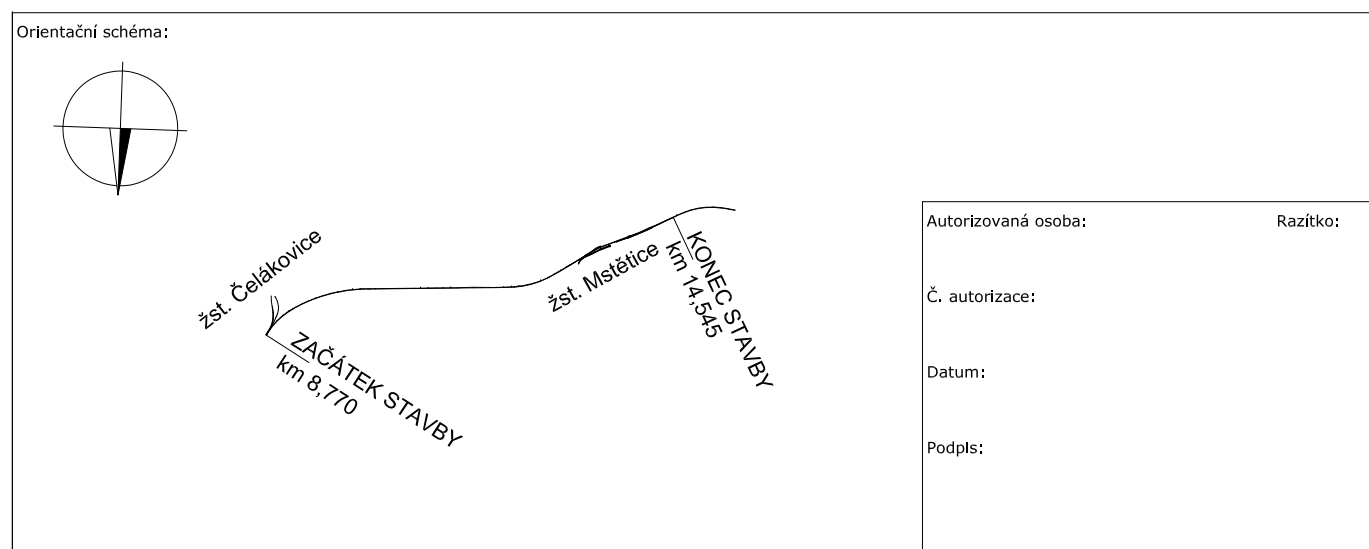 Orientační schéma:
žst. Čelákovice
ZAČÁTEK STAVBY
km 8,770
žst. Mstětice
KONEC STAVBY
km 14,545
Autorizovaná osoba:
Razítko:
Č. autorizace:
Datum:
Podpis: